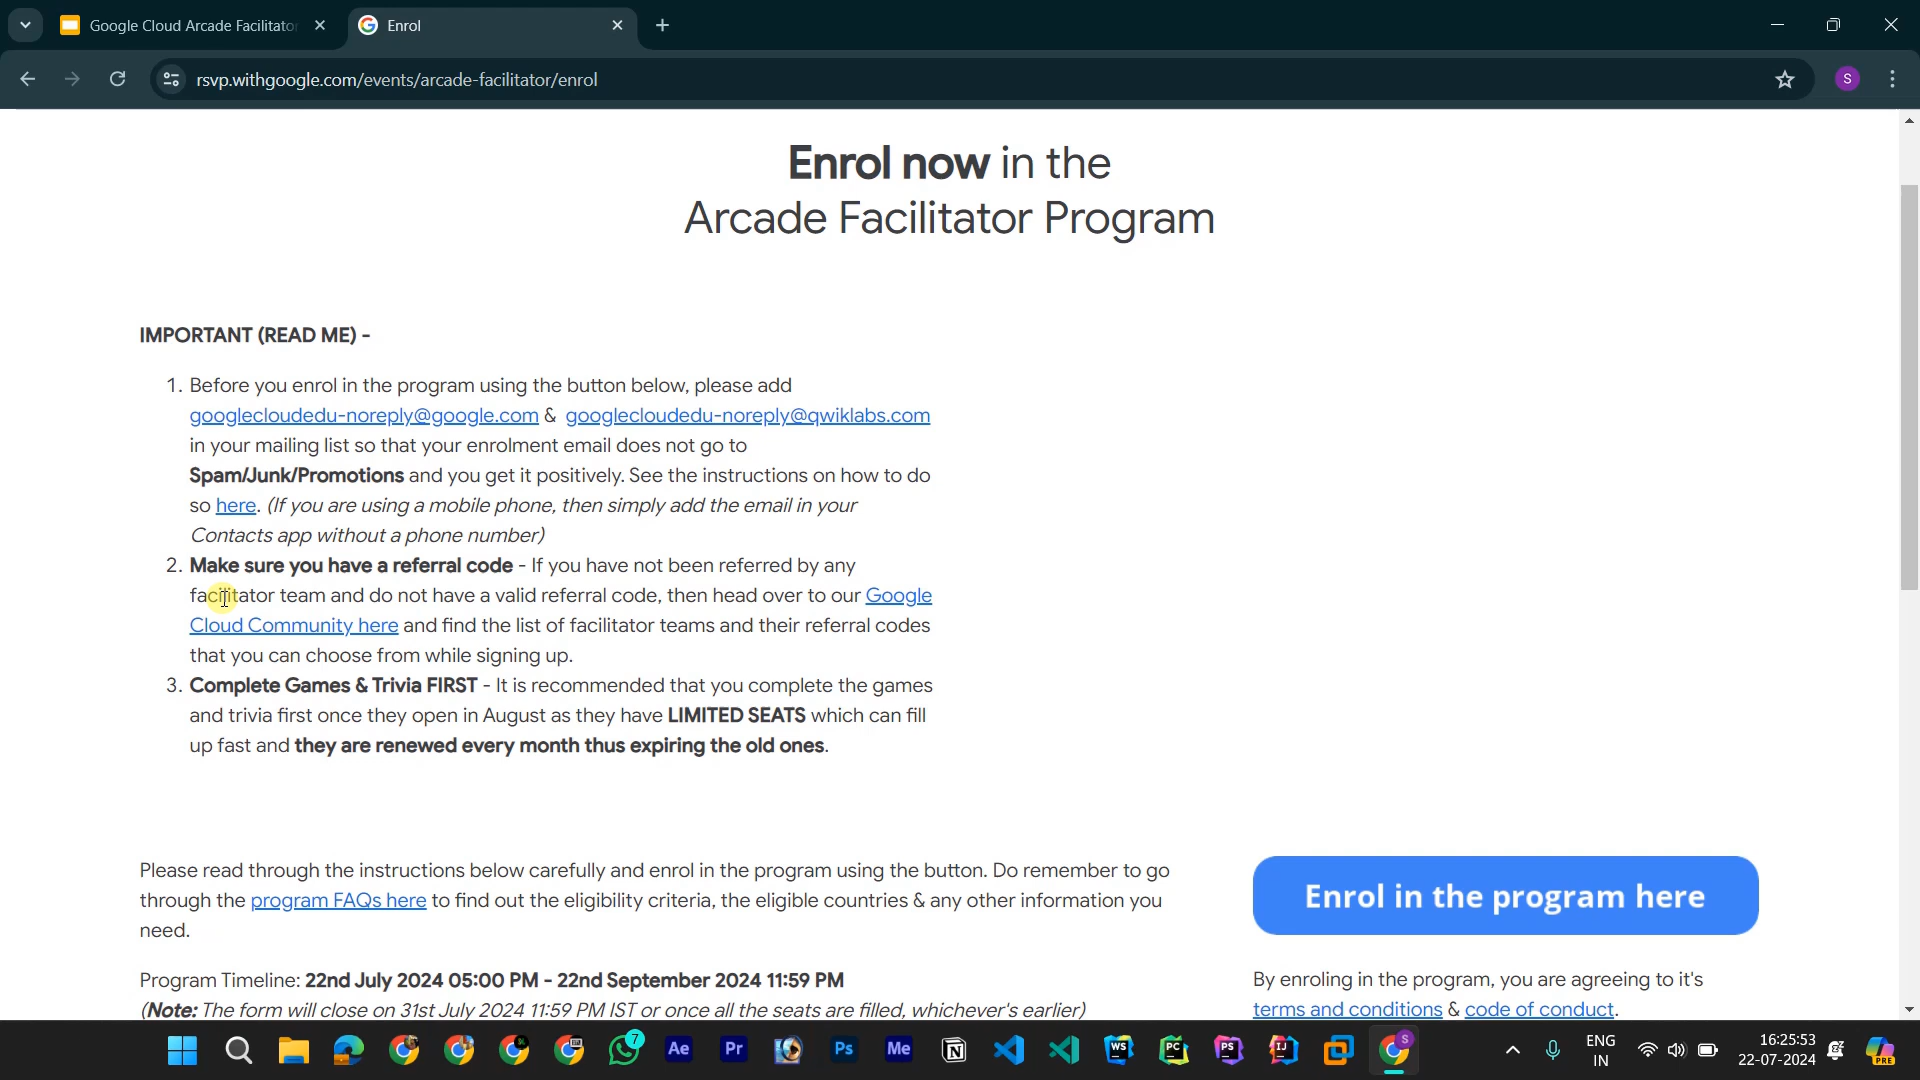 Google Cloud Arcade Facilitator
Enrol
rsvp.withgoogle.com/events/arcade-facilitator/enrol
S
Enrol now in the
Arcade Facilitator Program
IMPORTANT (READ ME) -
1. Before you enrol in the program using the button below, please add
googlecloudedu-noreply@google.com & googlecloudedu-noreply@qwiklabs.com
in your mailing list so that your enrolment email does not go to
Spam/Junk/Promotions and you get it positively. See the instructions on how to do
so here. (If you are using a mobile phone, then simply add the email in your
Contacts app without a phone number)
2. Make sure you have a referral code - If you have not been referred by any
facilitator team and do not have a valid referral code, then head over to our Google
Cloud Community here and find the list of facilitator teams and their referral codes
that you can choose from while signing up.
3. Complete Games & Trivia FIRST - It is recommended that you complete the games
and trivia first once they open in August as they have LIMITED SEATS which can fill
up fast and they are renewed every month thus expiring the old ones.
Please read through the instructions below carefully and enrol in the program using the button. Do remember to go
through the program FAQs here to find out the eligibility criteria, the eligible countries & any other information you
need.
Enrol in the program here
Program Timeline: 22nd July 2024 05:00 PM - 22nd September 2024 11:59 PM
(Note: The form will close on 31st July 2024 11:59 PM IST or once all the seats are filled, whichever's earlier)
By enroling in the program, you are agreeing to it's
terms and conditions & code of conduct.
7
Ae
Pr
Ps
Me
WS
PC
PS
IJ
S
ENG
IN
16:25:53
22-07-2024
PRE